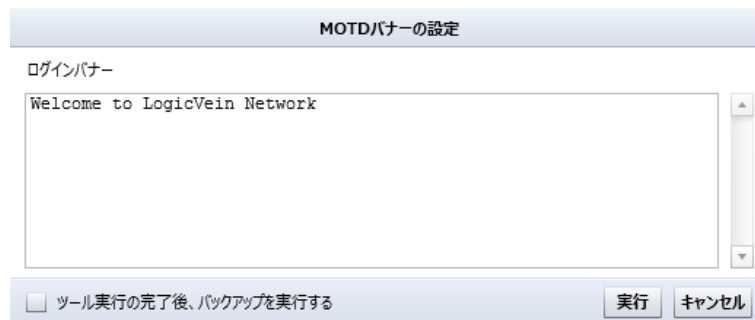 MOTDバナーの設定
ログインバナー
Welcome to LogicVein Network
ツール実行の完了後、バックアップを実行する
実行 キャンセル